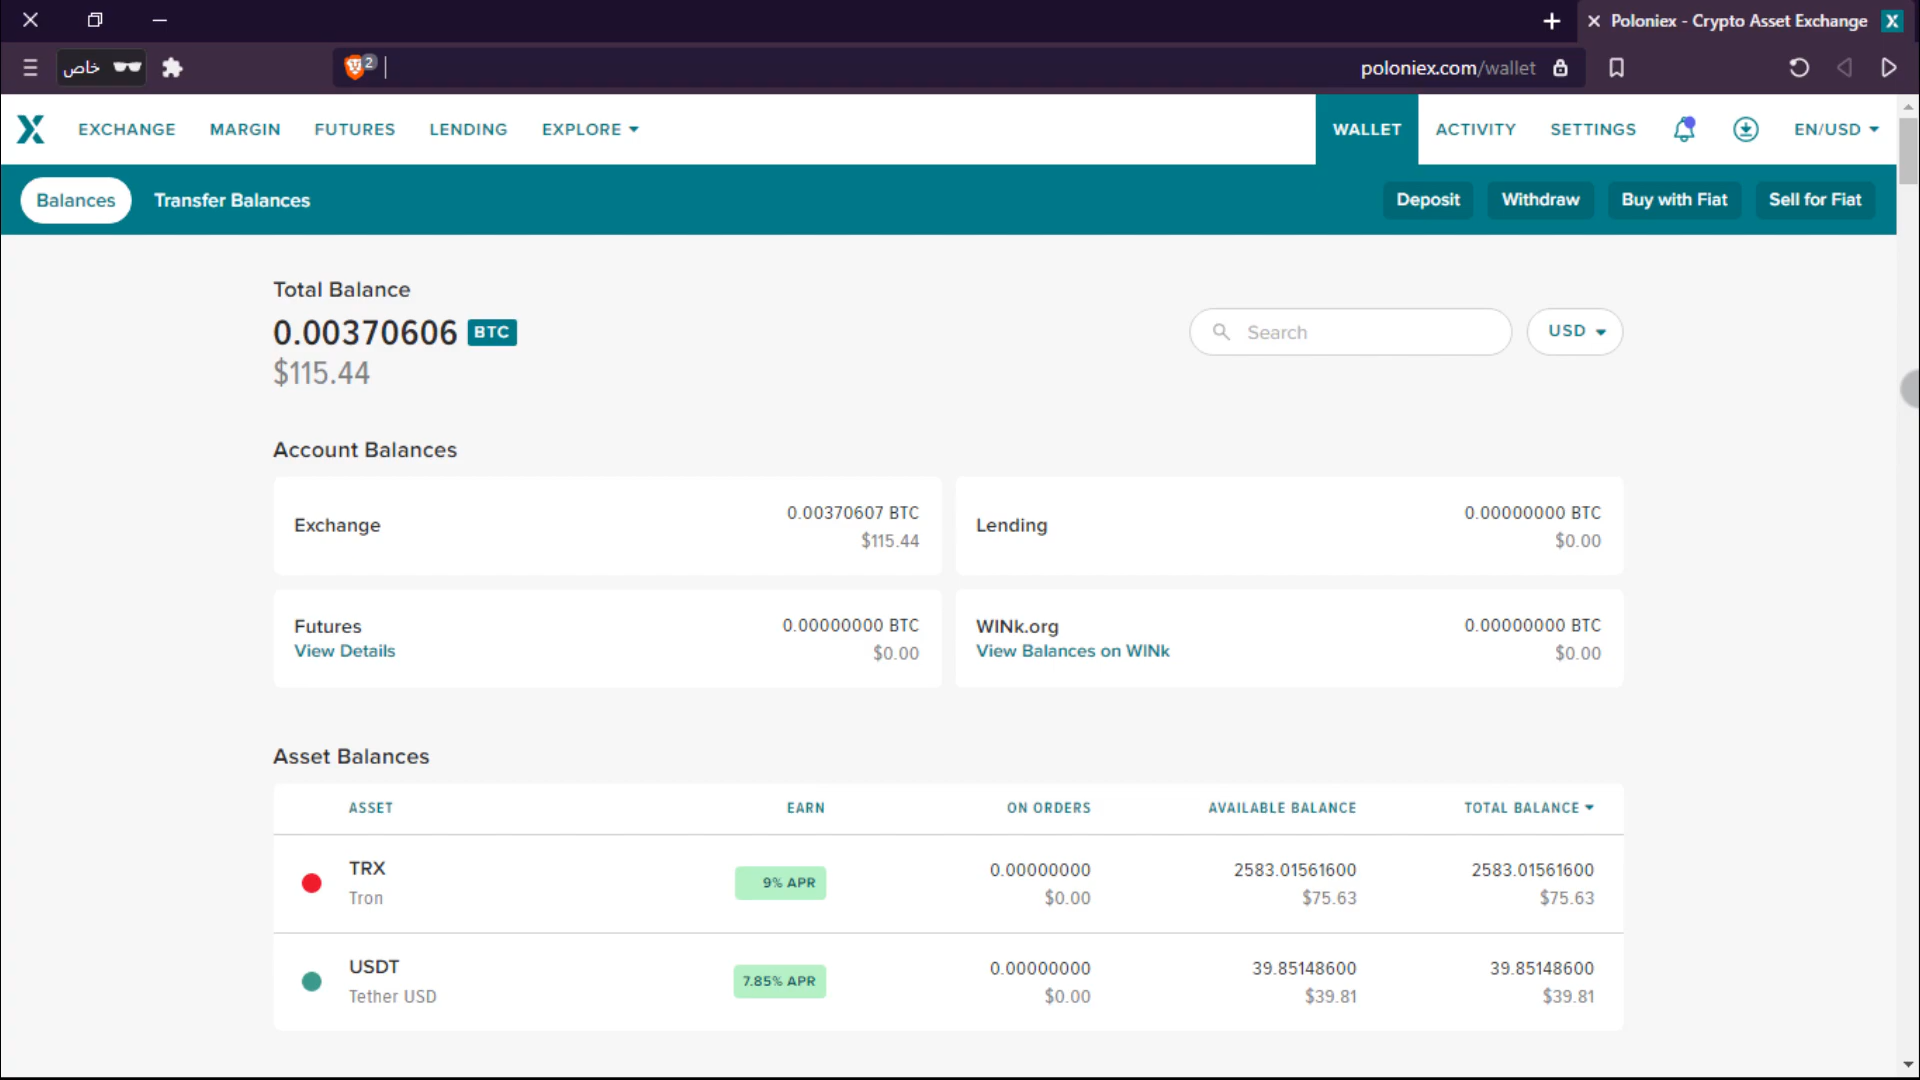 Poloniex - Crypto Asset Exchange
خاص
2
poloniex.com/wallet
EXCHANGE
MARGIN
FUTURES
LENDING
EXPLORE
WALLET
ACTIVITY
SETTINGS
EN/USD
Balances
Transfer Balances
Deposit
Withdraw
Buy with Fiat
Sell for Fiat
Total Balance
0.00370606 BTC
$115.44
Search
USD
Account Balances
Exchange
0.00370607 BTC
$115.44
Lending
0.00000000 BTC
$0.00
Futures
View Details
0.00000000 BTC
$0.00
WINk.org
View Balances on WINk
0.00000000 BTC
$0.00
Asset Balances
ASSET
EARN
ON ORDERS
AVAILABLE BALANCE
TOTAL BALANCE
TRX
Tron
9% APR
0.00000000
$0.00
2583.01561600
$75.63
2583.01561600
$75.63
USDT
Tether USD
7.85% APR
0.00000000
$0.00
39.85148600
$39.81
39.85148600
$39.81